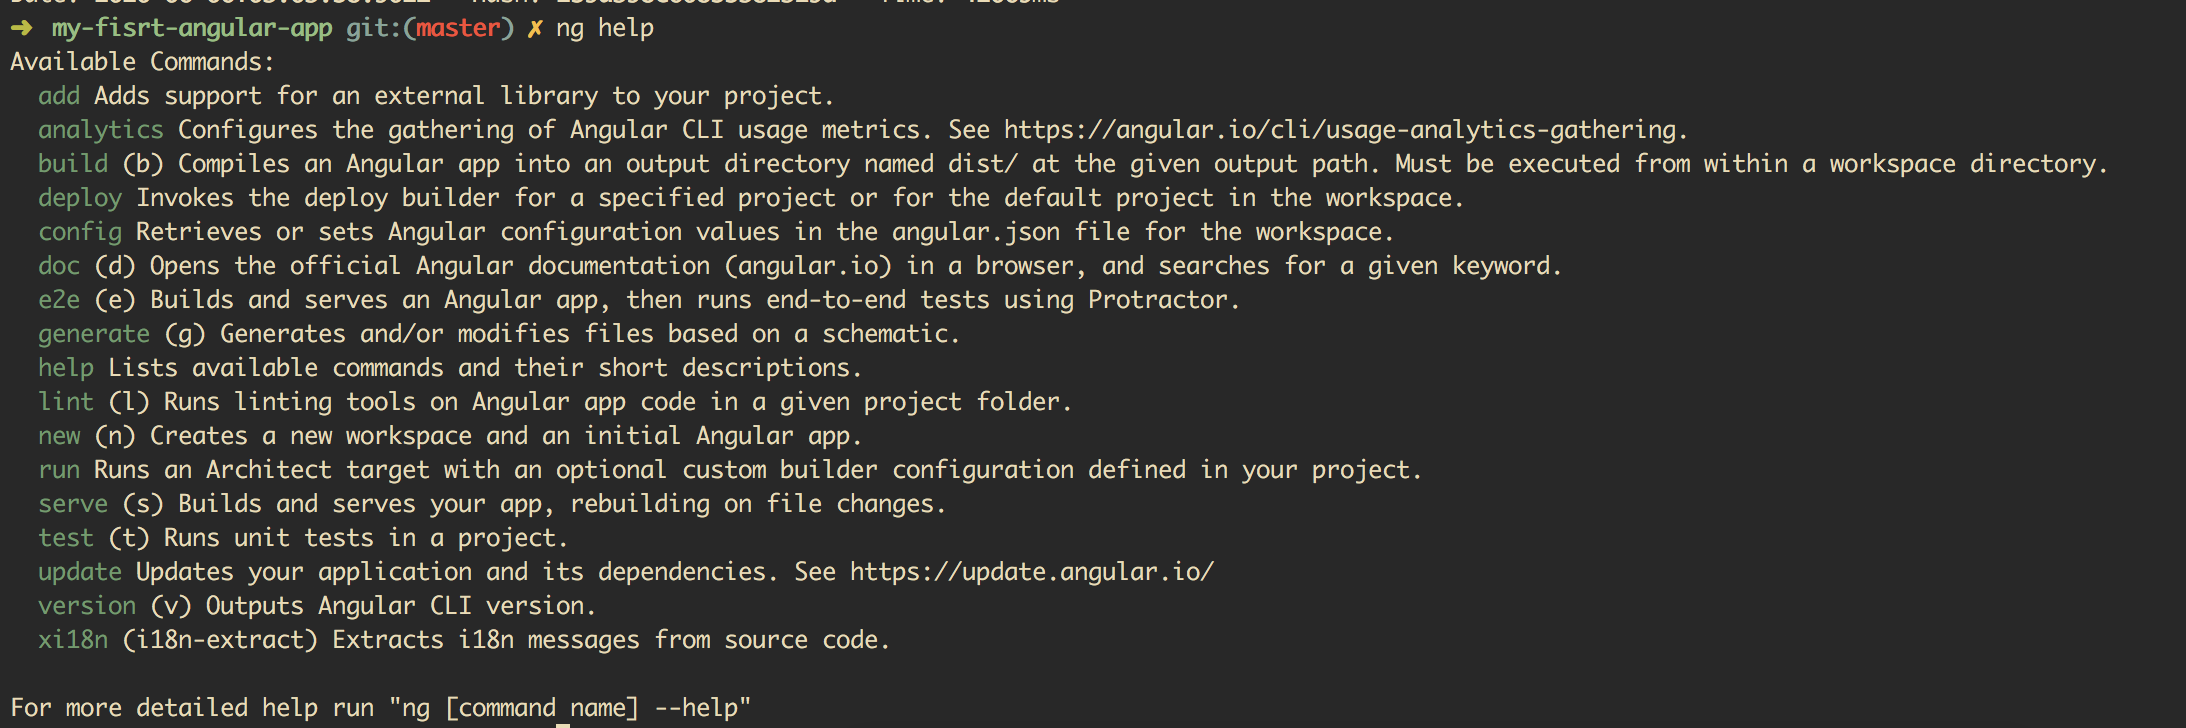 ➜ my-fisrt-angular-app git:(master) ✗ ng help
Available Commands:
add Adds support for an external library to your project.
analytics Configures the gathering of Angular CLI usage metrics. See https://angular.io/cli/usage-analytics-gathering.
build (b) Compiles an Angular app into an output directory named dist/ at the given output path. Must be executed from within a workspace directory.
deploy Invokes the deploy builder for a specified project or for the default project in the workspace.
config Retrieves or sets Angular configuration values in the angular.json file for the workspace.
doc (d) Opens the official Angular documentation (angular.io) in a browser, and searches for a given keyword.
e2e (e) Builds and serves an Angular app, then runs end-to-end tests using Protractor.
generate (g) Generates and/or modifies files based on a schematic.
help Lists available commands and their short descriptions.
lint (l) Runs linting tools on Angular app code in a given project folder.
new (n) Creates a new workspace and an initial Angular app.
run Runs an Architect target with an optional custom builder configuration defined in your project.
serve (s) Builds and serves your app, rebuilding on file changes.
test (t) Runs unit tests in a project.
update Updates your application and its dependencies. See https://update.angular.io/
version (v) Outputs Angular CLI version.
xi18n (i18n-extract) Extracts i18n messages from source code.
For more detailed help run "ng [command name] --help"